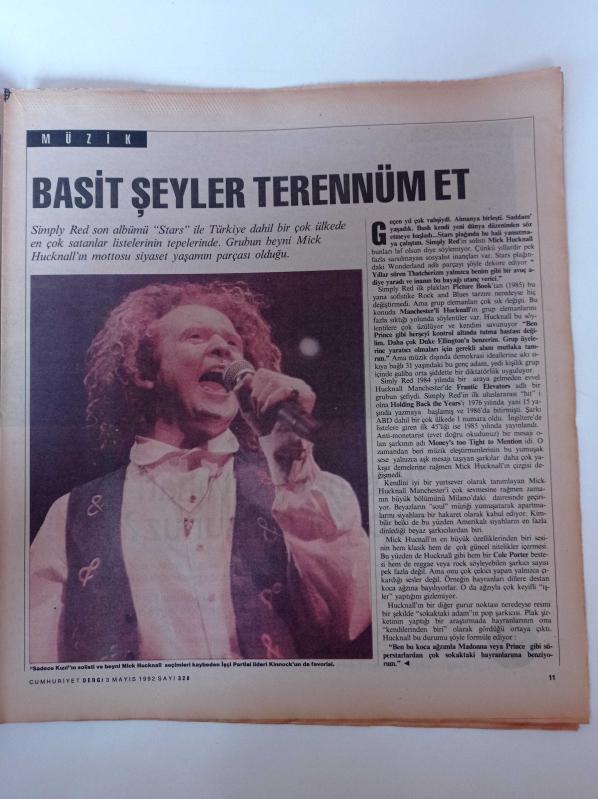 MÜZİK
BASİT ŞEYLER TERENNÜM ET
Simply Red son albümü "Stars" ile Türkiye dahil bir çok ülkede
en çok satanlar listelerinin tepelerinde. Grubun beyni Mick
Hucknall'ın mottosu siyaset yaşamın parçası olduğu.
Geçen yıl çok vahşiydi. Almanya birleşti. Saddam'
yaşadık. Bush kendi yeni dünya düzeninden söz
etmeye başladı...Stars plağında bu hali yansıtma-
ya çalıştım. Simply Red'in solisti Mick Hucknall
bunları laf olsun diye söylemiyor. Çünkü yıllardır pek
fazla sarsılmayan sosyalist inançları var. Stars plağın-
daki Wonderland adlı parçayı şöyle dekore ediyor "
Yıllar süren Thatcherizm yalnızca benim gibi bir avuç a-
diye yaradı ve inanın bu bayağı utanç verici."
Simply Red ilk plakları Picture Book'tan (1985) bu
yana sofistike Rock and Blues tarzını neredeyse hiç
değiştirmedi. Ama grup elemanları çok sık değişti. Bu
konuda Manchester'li Hucknall'ın grup elemanlarını
fazla sıktığı yolunda söylentiler var. Hucknall bu söy-
lentilere çok üzülüyor ve kendini savunuyor "Ben
Prince gibi herşeyi kontrol altında tutma hastası deği-
lim. Daha çok Duke Ellington'a benzerim. Grup üyele-
rine yaratıcı olmaları için gerekli alanı mutlaka tanı-
rım." Ama müzik dışında demokrasi ideallerine sıkı sı-
kıya bağlı 31 yaşındaki bu genç adam, yedi kişilik grup
içinde galiba orta şiddette bir diktatörlük uyguluyor.
Simly Red 1984 yılında bir araya gelmeden evvel
Hucknall Manchester'de Frantic Elevators adlı bir
grubun şefiydi. Simply Red'in ilk uluslararası "hit" i
olna Holding Back the Years'ı 1976 yılında yani 15 ya-
şında yazmaya başlamış ve 1986'da bitirmişti. Şarkı
ABD dahil bir çok ülkede 1 numara oldu. İngiltere'de
listelere giren ilk 45'liği ise 1985 yılında yayınlandı.
Anti-monetarist (evet doğru okudunuz) bir mesajı o-
lan şarkının adı Money's too Tight to Mention idi. O
zamandan beri müzik eleştirmenlerinin bu yumuşak
sese yalnızca aşk mesajı taşıyan şarkılar daha çok ya-
kışır demelerine rağmen Mick Hucknall'ın çizgisi de-
ğişmedi.
Kendini iyi bir yurtsever olarak tanımlayan Mick
Hucknall Manchester'i çok sevmesine rağmen zama-
nın büyük bölümünü Milano'daki dairesinde geçiri-
yor. Beyazların "soul" müziği yumuşatarak apartma-
larını siyahlara bir hakaret olarak kabul ediyor. Kim-
bilir belki de bu yüzden Amerikalı siyahların en fazla
dinlediği beyaz şarkıcılardan biri.
Mick Hucnall'ın en büyük özelliklerinden biri sesi-
nin hem klasik hem de çok güncel nitelikler içermesi.
Bu yüzden de Hucknall gibi hem bir Cole Porter beste-
si hem de reggae veya rock söyleyebilen şarkıcı sayısı
pek fazla değil. Ama onu çok çekici yapan yalnızca çı-
kardığı sesler değil. Örneğin hayranları dillere destan
koca ağzına bayılıyorlar. O da ağzıyla çok keyifli "iş-
ler" yaptığını gizlemiyor.
Hucknall'ın bir diğer gurur noktası neredeyse resmi
bir şekilde "sokaktaki adam"ın pop şarkıcısı. Plak şir-
ketinin yaptığı bir araştırmada hayranlarının onu
"kendilerinden biri" olarak gördüğü ortaya çıktı.
Hucknall bu durumu şöyle formüle ediyor :
"Ben bu koca ağzımla Madonna veya Prince gibi sü-
perstarlardan çok sokaktaki hayranlarıma benziyo-
rum." ◄
"Sadece Kızıl"ın solisti ve beyni Mick Hucknall seçimleri kaybeden İşçi Partisi lideri Kinnock'un da favorisi.
CUMHURİYET DERGİ 3 MAYIS 1992 SAYI 328
11